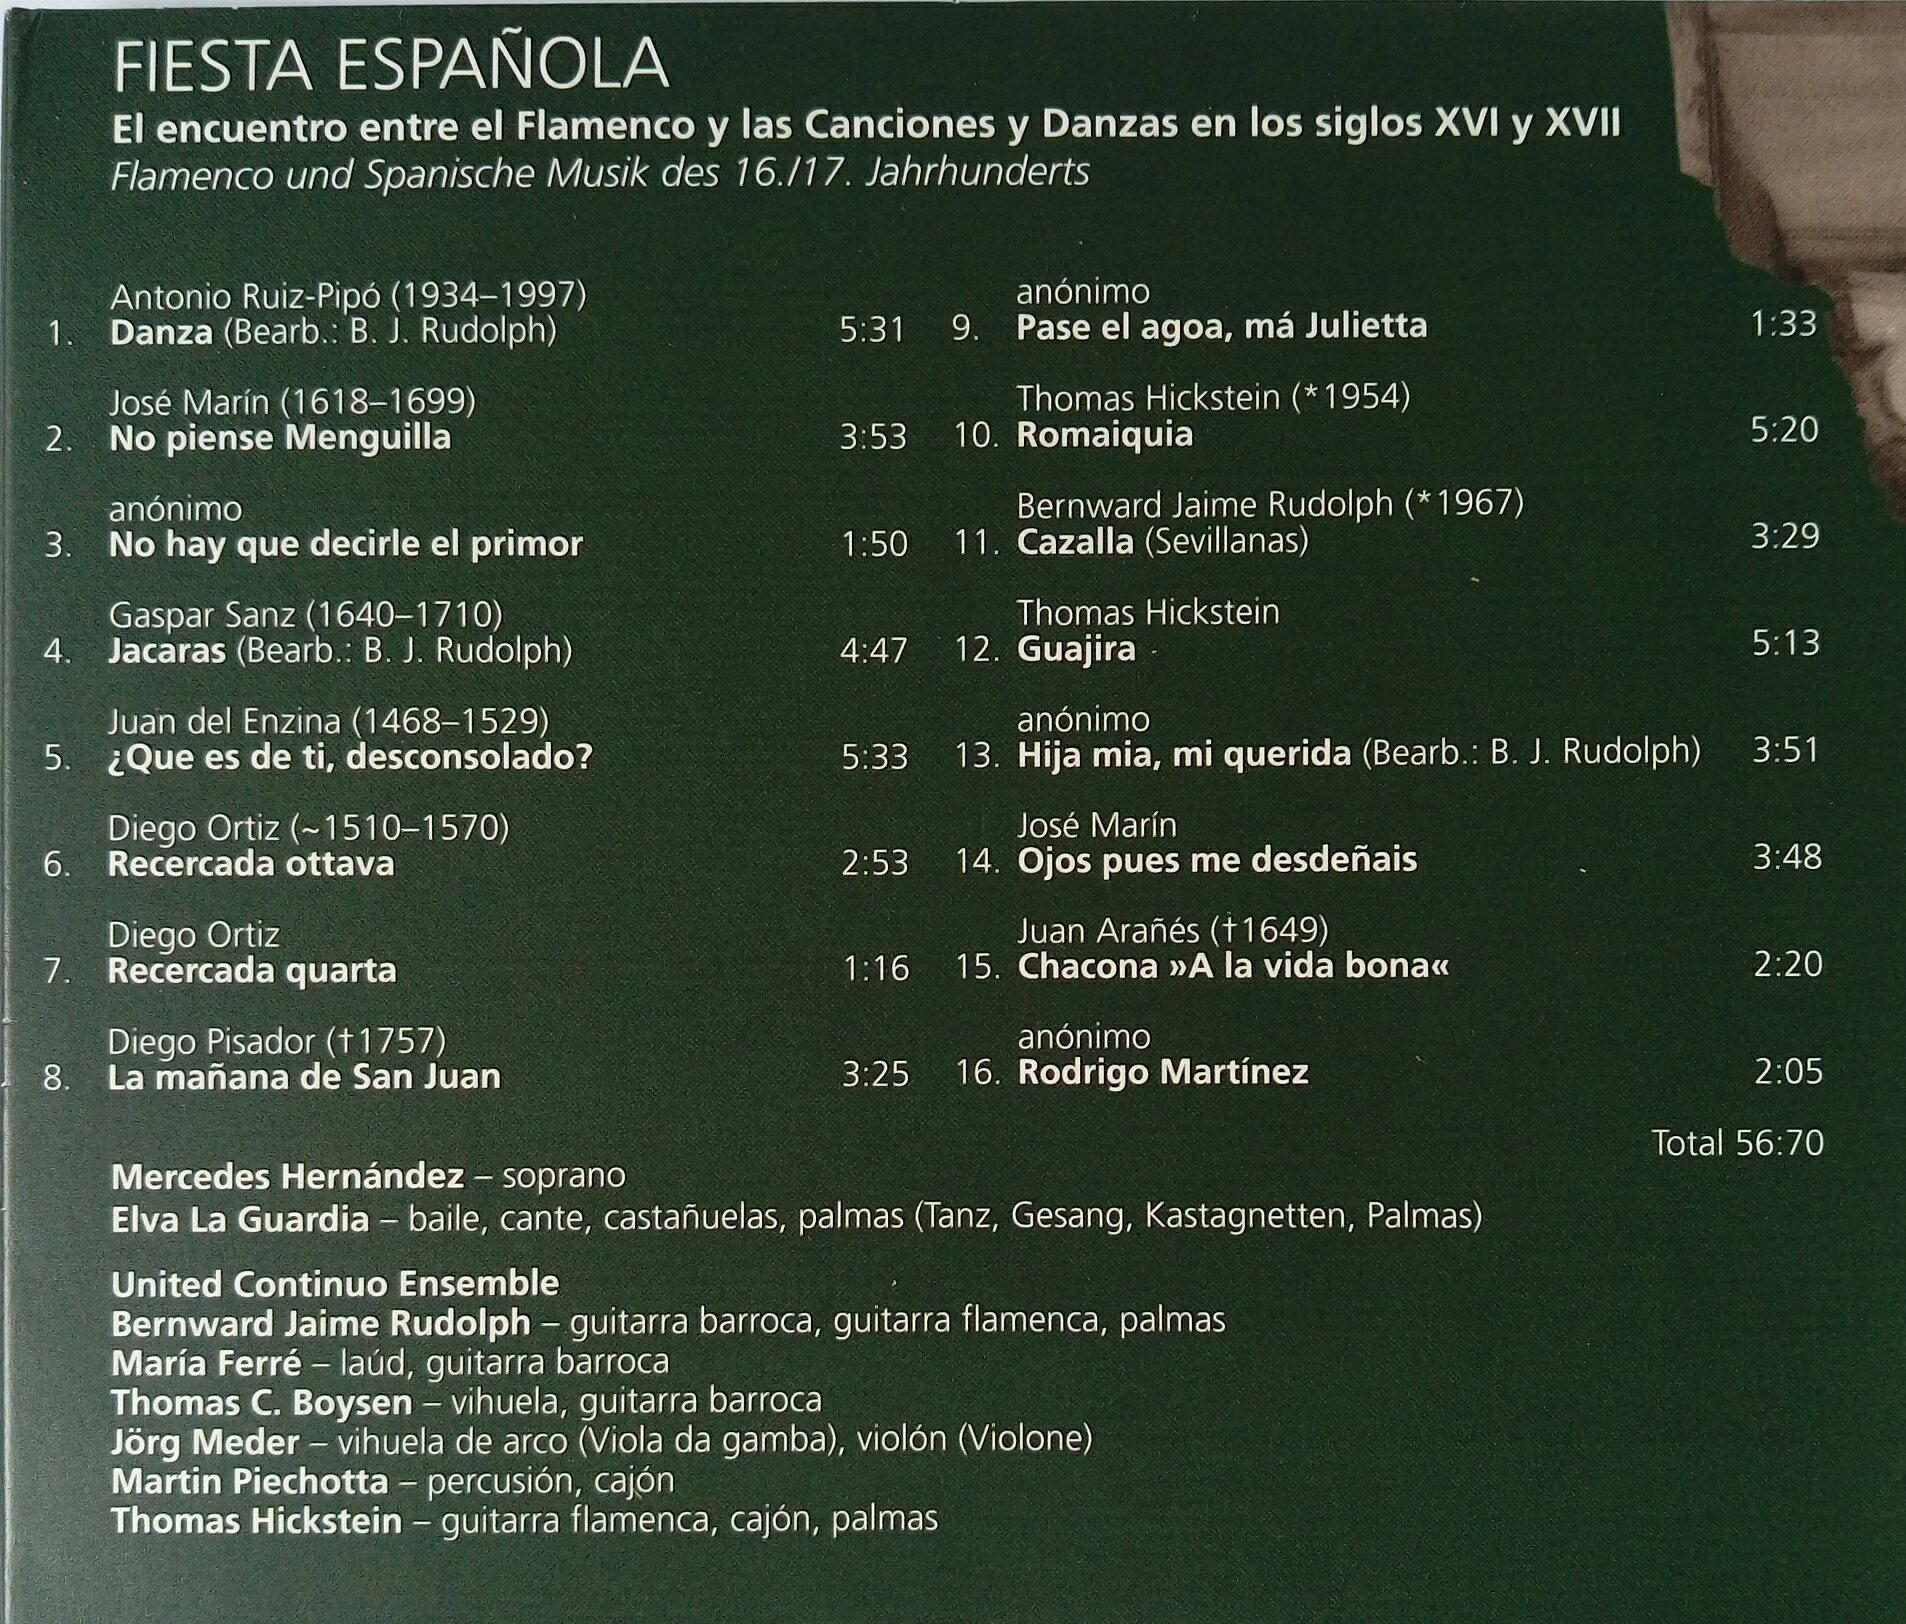 FIESTA ESPAÑOLA
El encuentro entre el Flamenco y las Canciones y Danzas en los siglos XVI y XVII
Flamenco und Spanische Musik des 16./17. Jahrhunderts
Antonio Ruiz-Pipó (1934–1997)
1. Danza (Bearb.: B. J. Rudolph) 5:31
José Marín (1618–1699)
2. No piense Menguilla 3:53
anónimo
3. No hay que decirle el primor 1:50
Gaspar Sanz (1640–1710)
4. Jacaras (Bearb.: B. J. Rudolph) 4:47
Juan del Enzina (1468–1529)
5. ¿Que es de ti, desconsolado? 5:33
Diego Ortiz (~1510–1570)
6. Recercada ottava 2:53
Diego Ortiz
7. Recercada quarta 1:16
Diego Pisador (†1757)
8. La mañana de San Juan 3:25
anónimo
9. Pase el agoa, má Julietta 1:33
Thomas Hickstein (*1954)
10. Romaiquia 5:20
Bernward Jaime Rudolph (*1967)
11. Cazalla (Sevillanas) 3:29
Thomas Hickstein
12. Guajira 5:13
anónimo
13. Hija mia, mi querida (Bearb.: B. J. Rudolph) 3:51
José Marín
14. Ojos pues me desdeñais 3:48
Juan Arañés (†1649)
15. Chacona »A la vida bona« 2:20
anónimo
16. Rodrigo Martínez 2:05
Total 56:70
Mercedes Hernández – soprano
Elva La Guardia – baile, cante, castañuelas, palmas (Tanz, Gesang, Kastagnetten, Palmas)
United Continuo Ensemble
Bernward Jaime Rudolph – guitarra barroca, guitarra flamenca, palmas
María Ferré – laúd, guitarra barroca
Thomas C. Boysen – vihuela, guitarra barroca
Jörg Meder – vihuela de arco (Viola da gamba), violón (Violone)
Martin Piechotta – percusión, cajón
Thomas Hickstein – guitarra flamenca, cajón, palmas